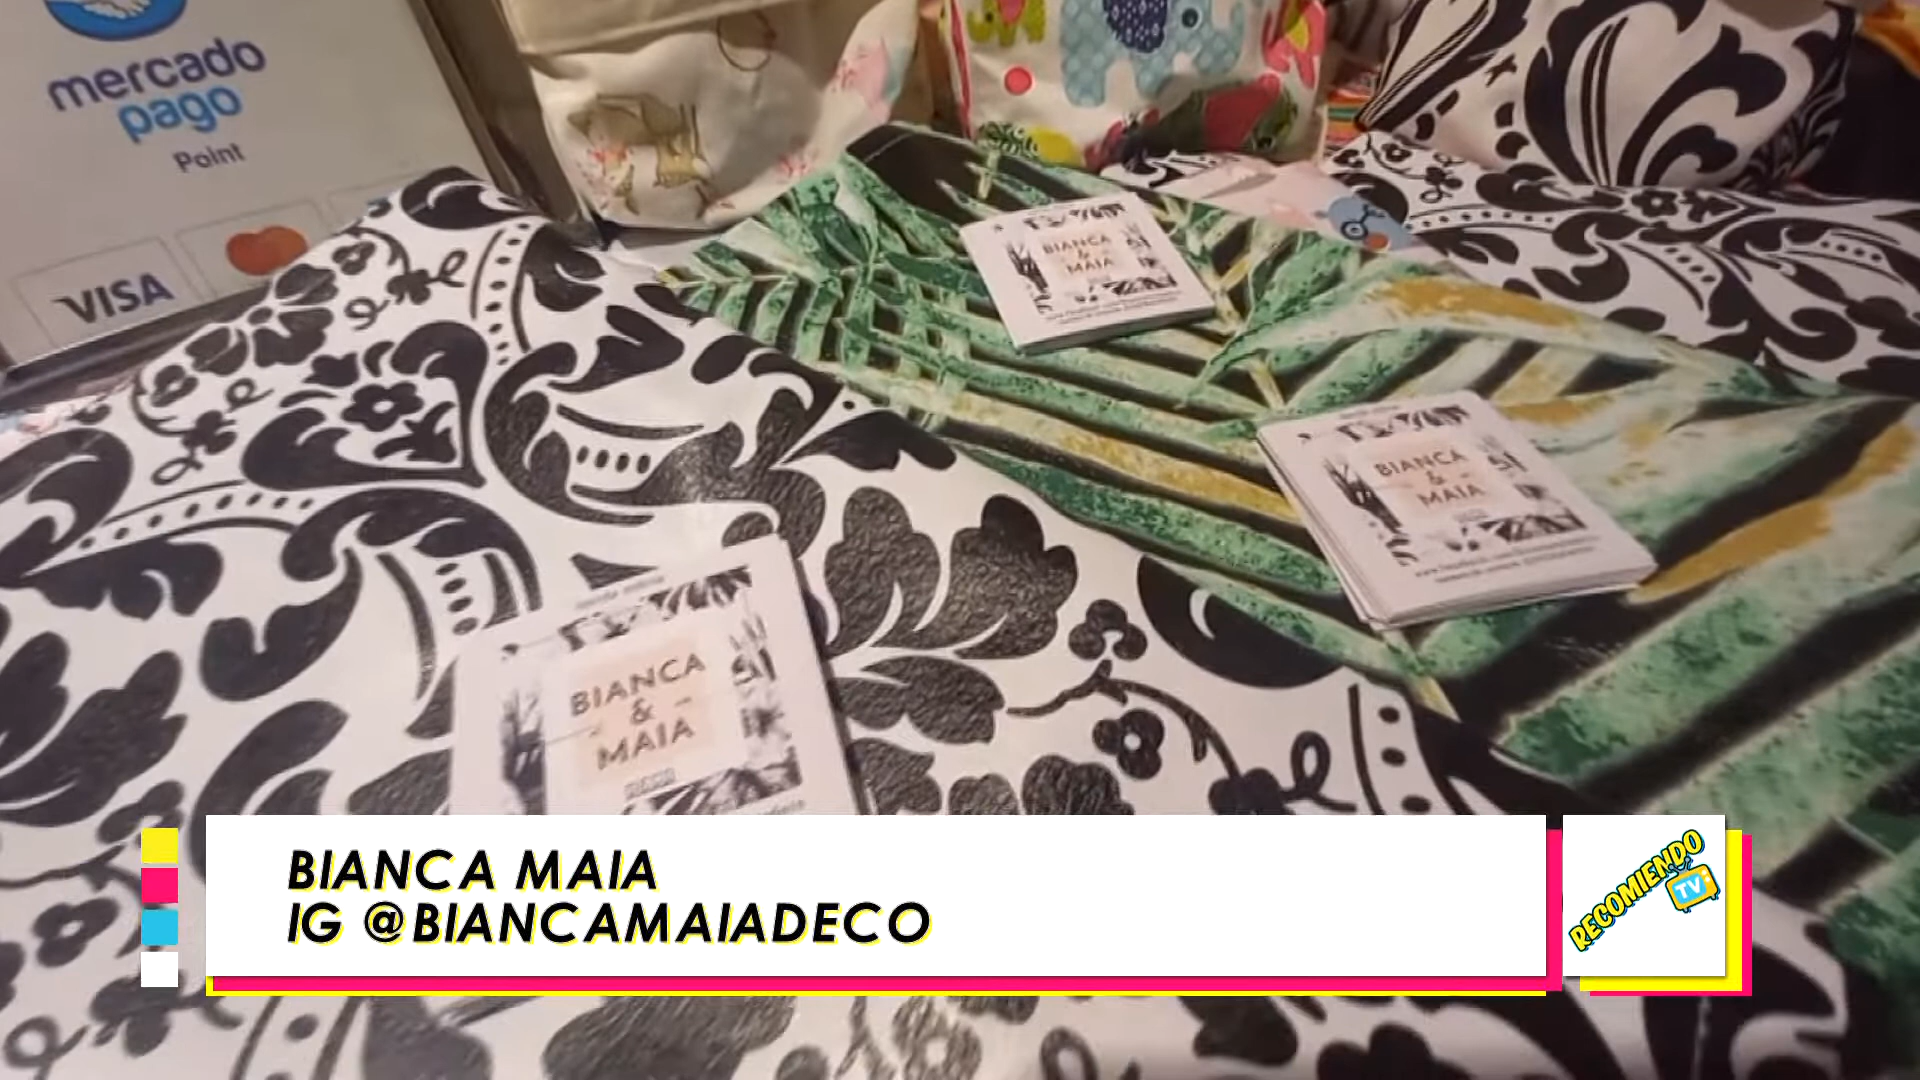 mercado
pago
Point
VISA
BIANCA
&
MAIA
BIANCA
&
MAIA
BIANCA
&
MAIA
BIANCA MAIA
IG @BIANCAMAIADECO
RECOMIENDO
TV